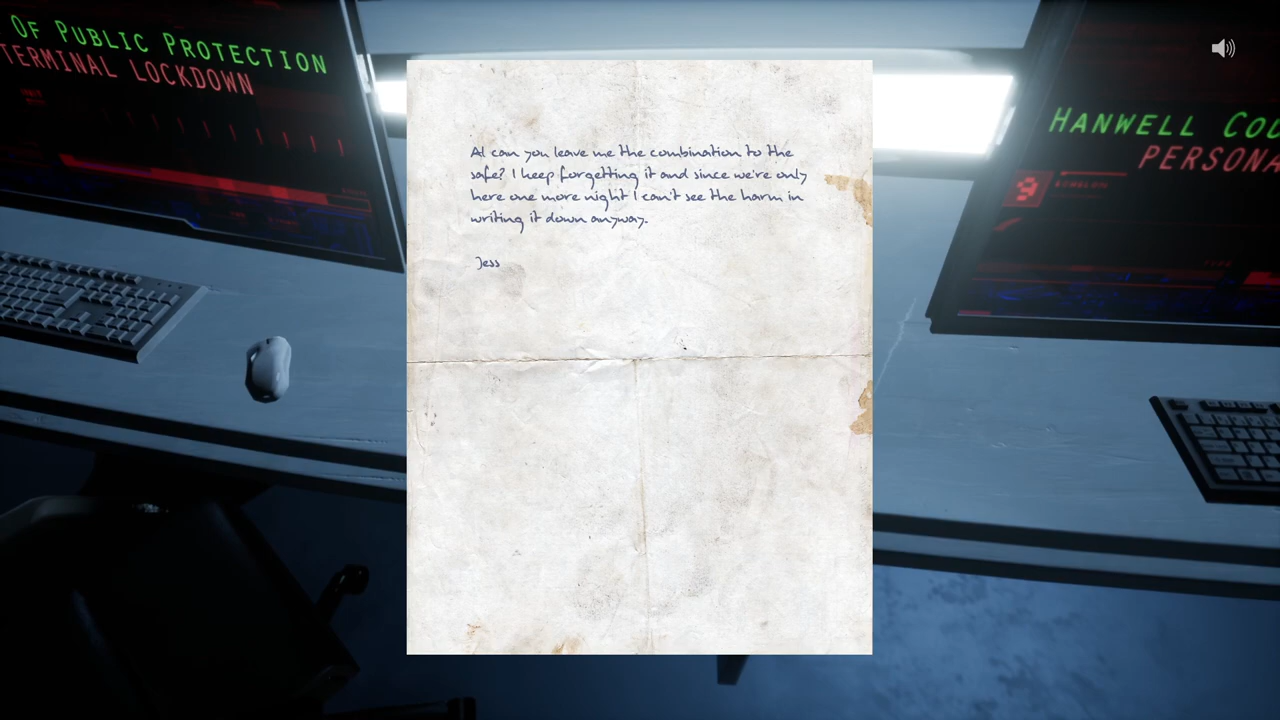 Of Public Protection
Terminal Lockdown
Al can you leave me the combination to the
safe? I keep forgetting it and since we're only
here one more night I can't see the harm in
writing it down anyway.
Jess
Hanwell Cou
Persona